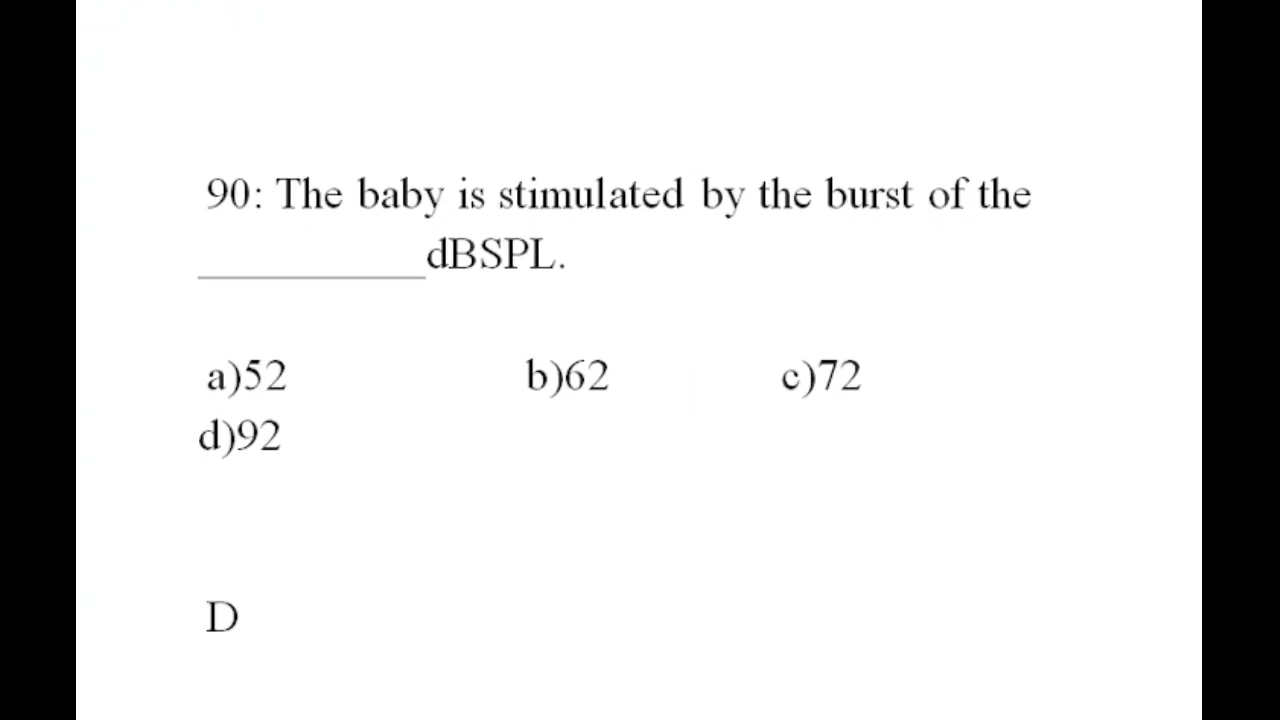 90: The baby is stimulated by the burst of the
__________dBSPL.
a)52 b)62 c)72
d)92
D